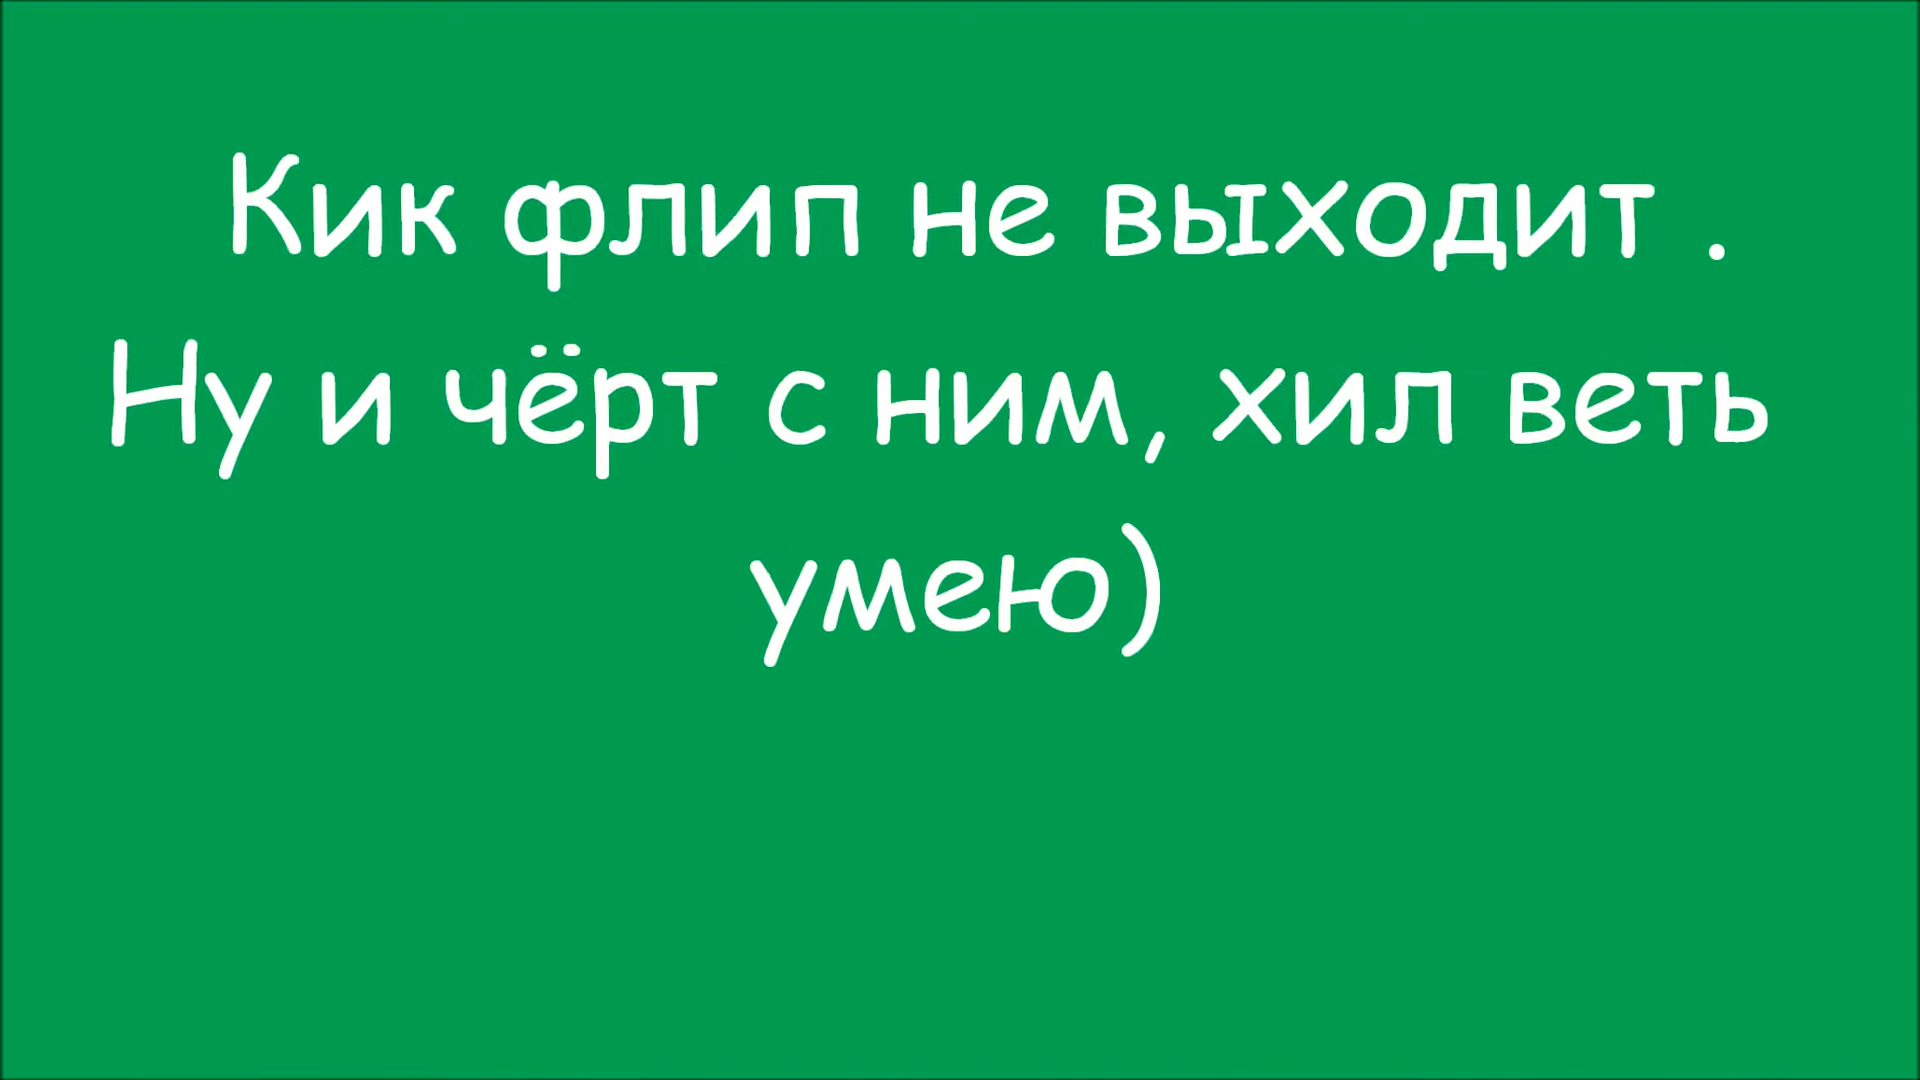 Кик флип не выходит .
Ну и чёрт с ним, хил веть
умею)